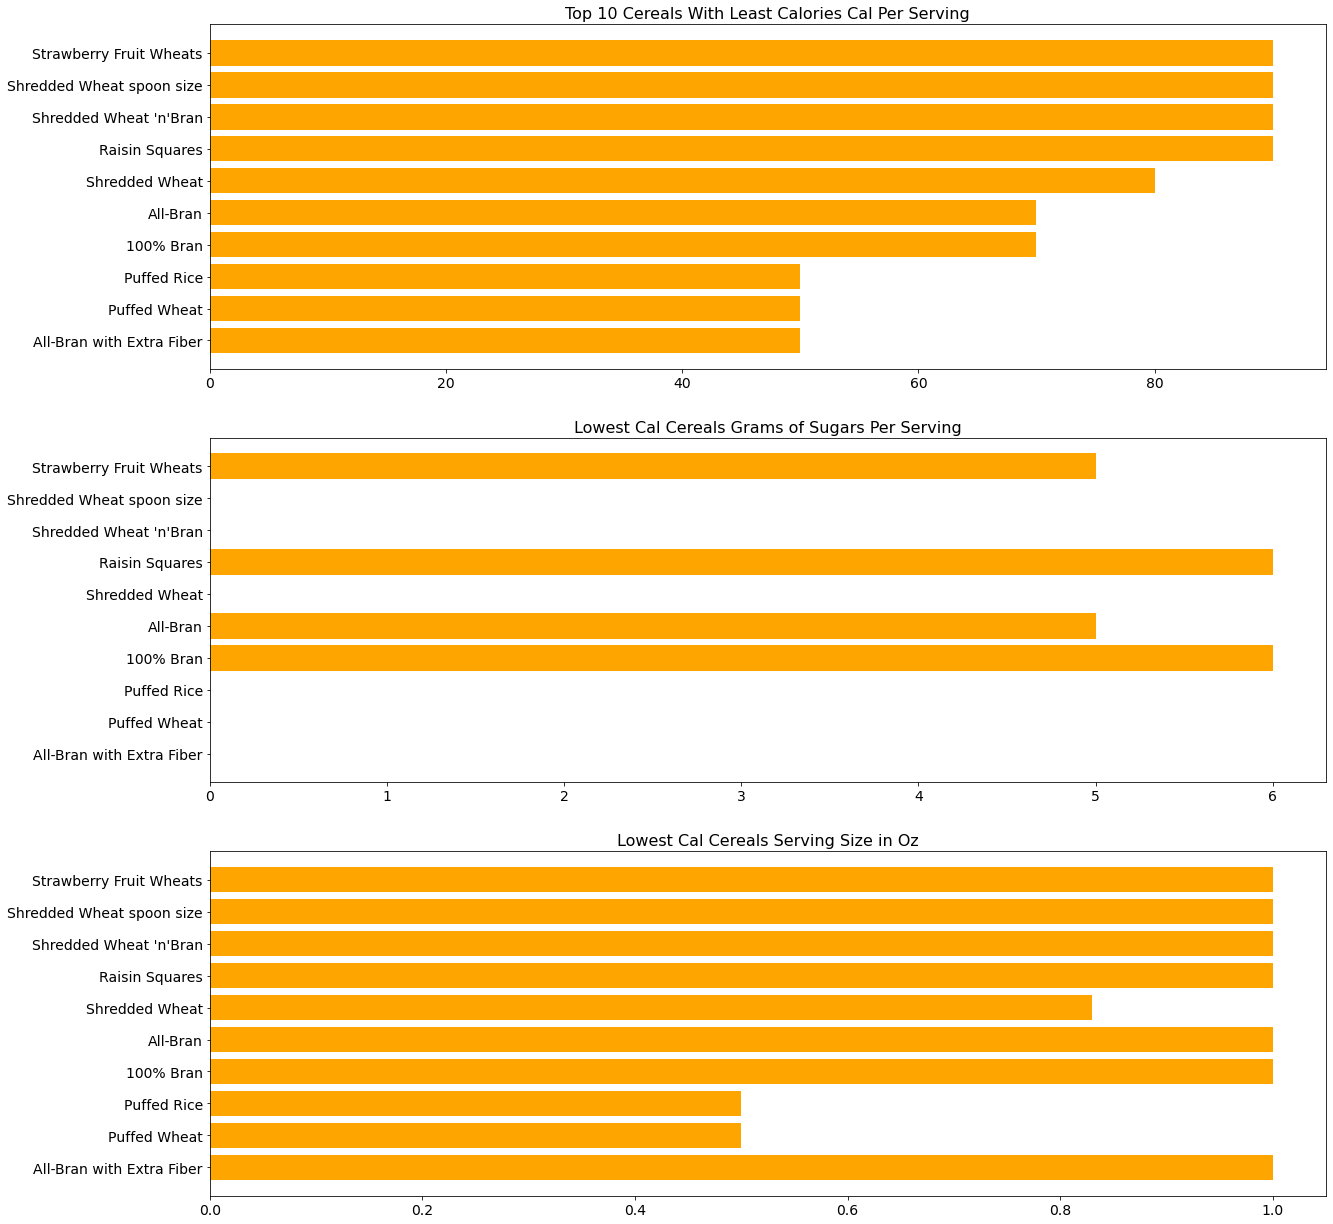 Top 10 Cereals With Least Calories Cal Per Serving
Strawberry Fruit Wheats
Shredded Wheat spoon size
Shredded Wheat 'n'Bran
Raisin Squares
Shredded Wheat
All-Bran
100% Bran
Puffed Rice
Puffed Wheat
All-Bran with Extra Fiber
0 20 40 60 80
Lowest Cal Cereals Grams of Sugars Per Serving
Strawberry Fruit Wheats
Shredded Wheat spoon size
Shredded Wheat 'n'Bran
Raisin Squares
Shredded Wheat
All-Bran
100% Bran
Puffed Rice
Puffed Wheat
All-Bran with Extra Fiber
0 1 2 3 4 5 6
Lowest Cal Cereals Serving Size in Oz
Strawberry Fruit Wheats
Shredded Wheat spoon size
Shredded Wheat 'n'Bran
Raisin Squares
Shredded Wheat
All-Bran
100% Bran
Puffed Rice
Puffed Wheat
All-Bran with Extra Fiber
0.0 0.2 0.4 0.6 0.8 1.0